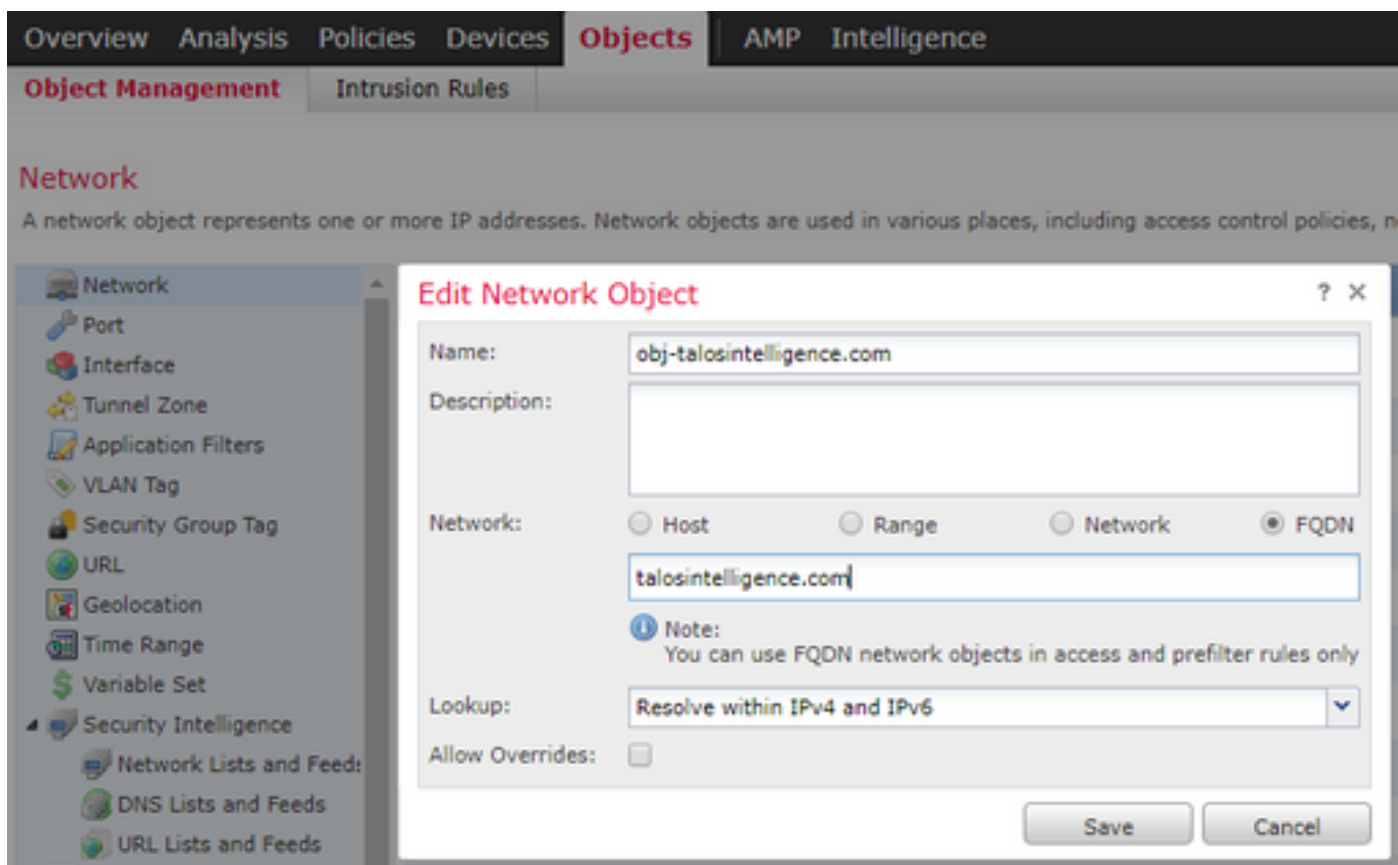 Overview Analysis Policies Devices Objects AMP Intelligence
Object Management Intrusion Rules
Network
A network object represents one or more IP addresses. Network objects are used in various places, including access control policies,
Network
Port
Interface
Tunnel Zone
Application Filters
VLAN Tag
Security Group Tag
URL
Geolocation
Time Range
Variable Set
Security Intelligence
Network Lists and Feeds
DNS Lists and Feeds
URL Lists and Feeds
Edit Network Object ? ×
Name: obj-talosintelligence.com
Description:
Network: Host Range Network FQDN
talosintelligence.com
Note:
You can use FQDN network objects in access and prefilter rules only
Lookup: Resolve within IPv4 and IPv6
Allow Overrides:
Save Cancel